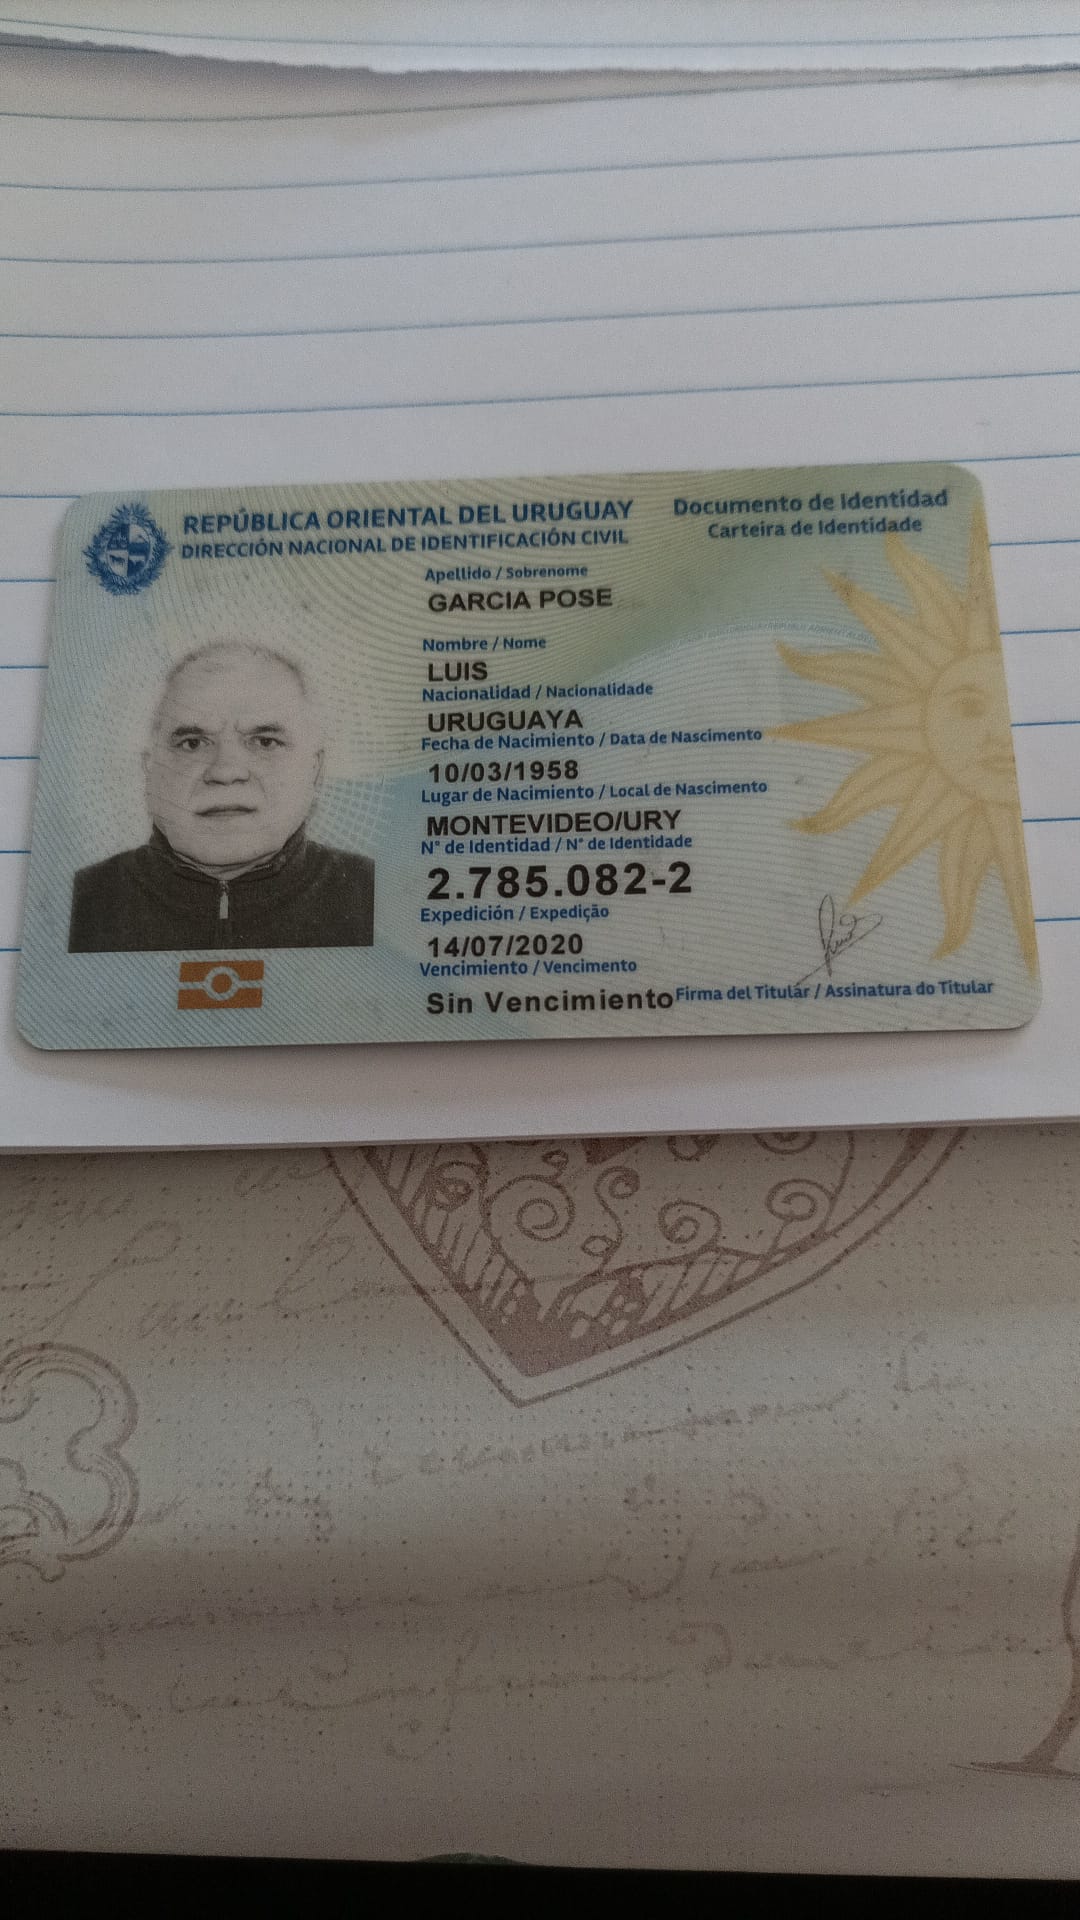 REPÚBLICA ORIENTAL DEL URUGUAY
DIRECCIÓN NACIONAL DE IDENTIFICACIÓN CIVIL
Documento de Identidad
Carteira de Identidade
Apellido / Sobrenome
GARCIA POSE
Nombre / Nome
LUIS
Nacionalidad / Nacionalidade
URUGUAYA
Fecha de Nacimiento / Data de Nascimento
10/03/1958
Lugar de Nacimiento / Local de Nascimento
MONTEVIDEO/URY
N° de Identidad / N° de Identidade
2.785.082-2
Expedición / Expedição
14/07/2020
Vencimiento / Vencimento
Sin Vencimiento
Firma del Titular / Assinatura do Titular